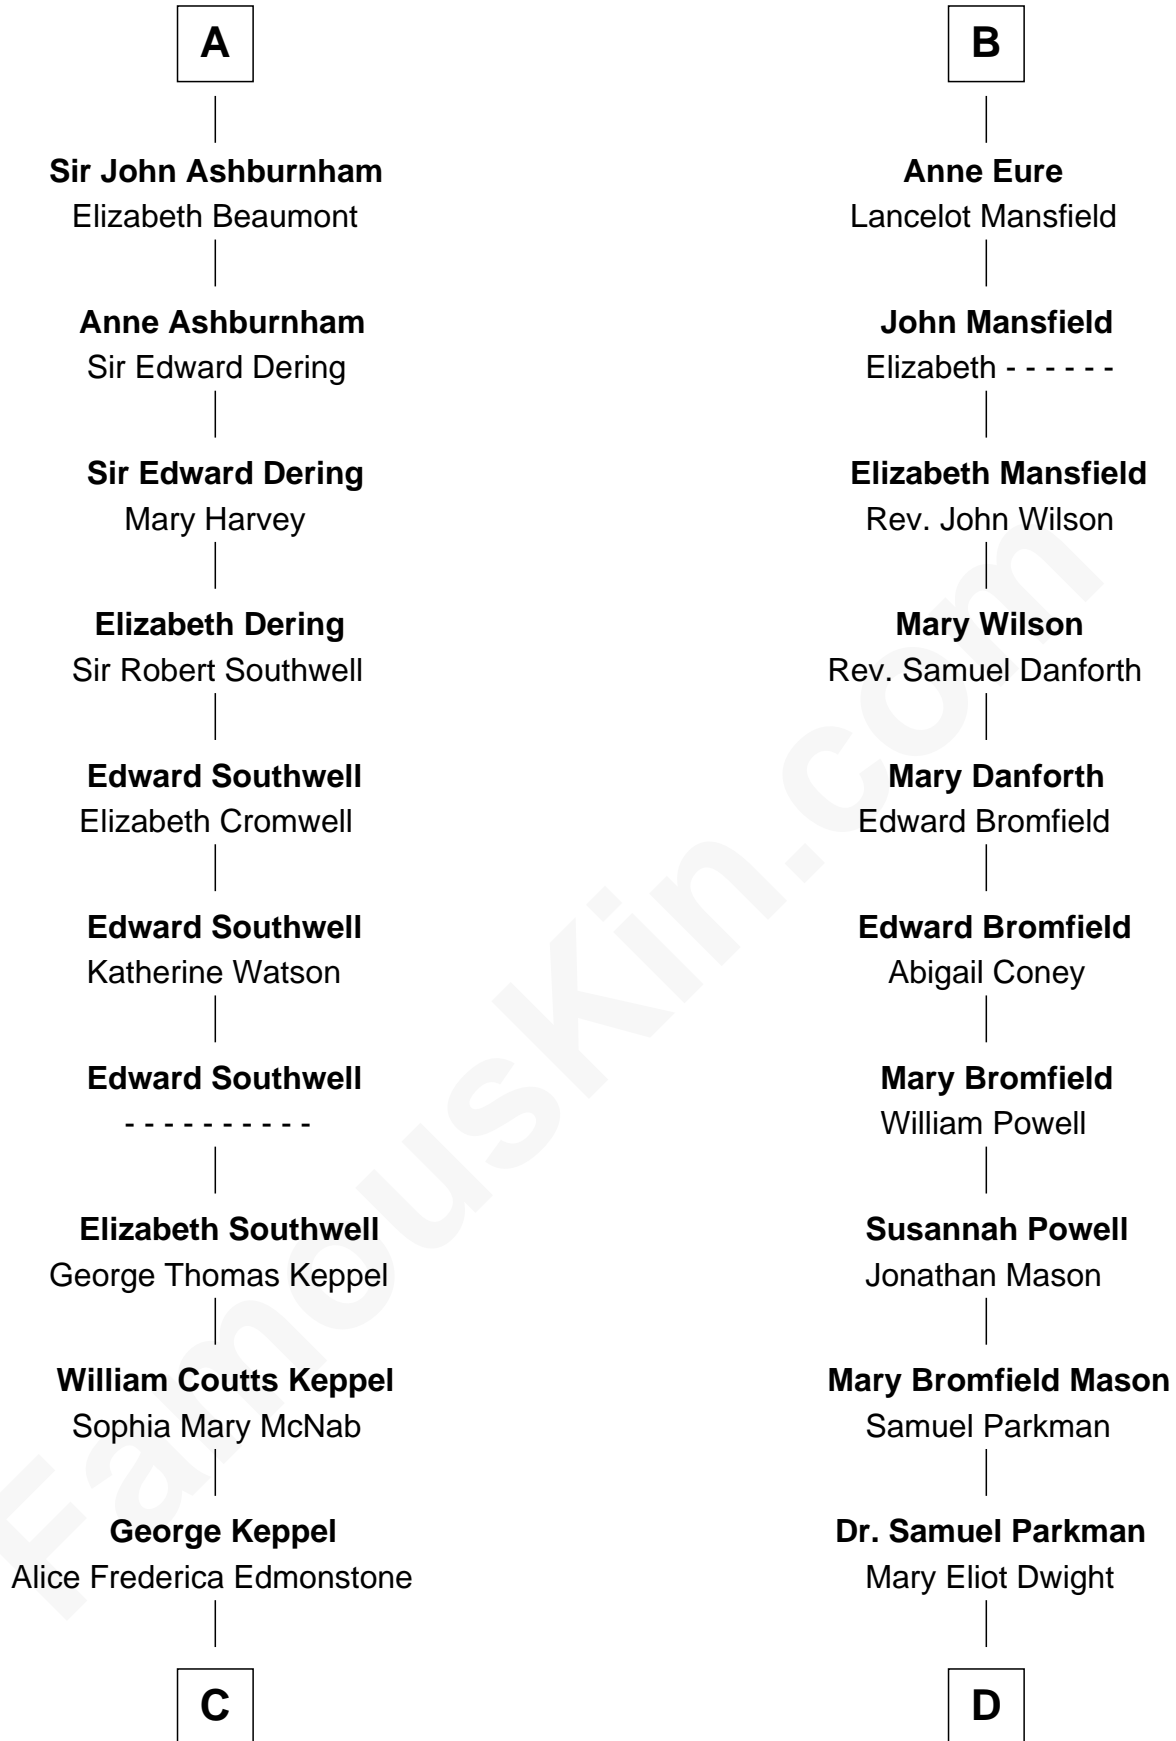 A
Sir John Ashburnham
Elizabeth Beaumont
Anne Ashburnham
Sir Edward Dering
Sir Edward Dering
Mary Harvey
Elizabeth Dering
Sir Robert Southwell
Edward Southwell
Elizabeth Cromwell
Edward Southwell
Katherine Watson
Edward Southwell
- - - - - - - - - -
Elizabeth Southwell
George Thomas Keppel
William Coutts Keppel
Sophia Mary McNab
George Keppel
Alice Frederica Edmonstone
C
B
Anne Eure
Lancelot Mansfield
John Mansfield
Elizabeth - - - - - -
Elizabeth Mansfield
Rev. John Wilson
Mary Wilson
Rev. Samuel Danforth
Mary Danforth
Edward Bromfield
Edward Bromfield
Abigail Coney
Mary Bromfield
William Powell
Susannah Powell
Jonathan Mason
Mary Bromfield Mason
Samuel Parkman
Dr. Samuel Parkman
Mary Eliot Dwight
D
FamousKin.com